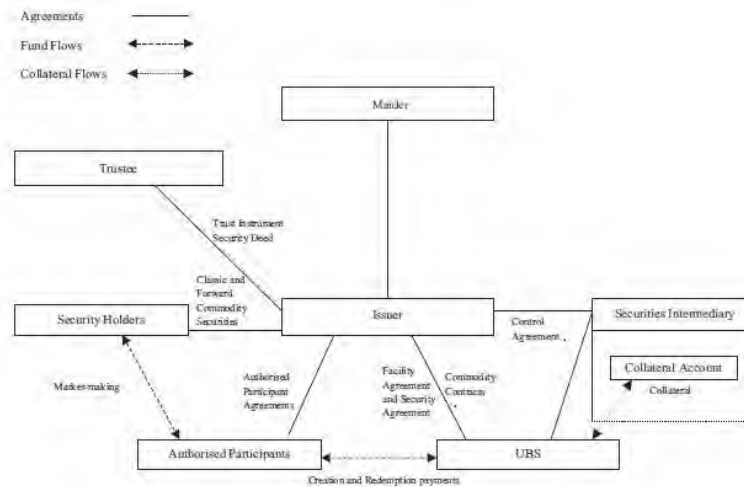 Agreements
Fund Flows
Collateral Flows
Trustee
Trust Instrument
Security Deed
Classic and
Forward
Commodity
Securities
Security Holders
Issuer
Securities Intermediary
Control
Agreement
Collateral Account
Collateral
Market-making
Authorised
Participant
Agreements
Facility
Agreement
and Security
Agreement
Commodity
Contracts
Authorised Participants
UBS
Creation and Redemption payments